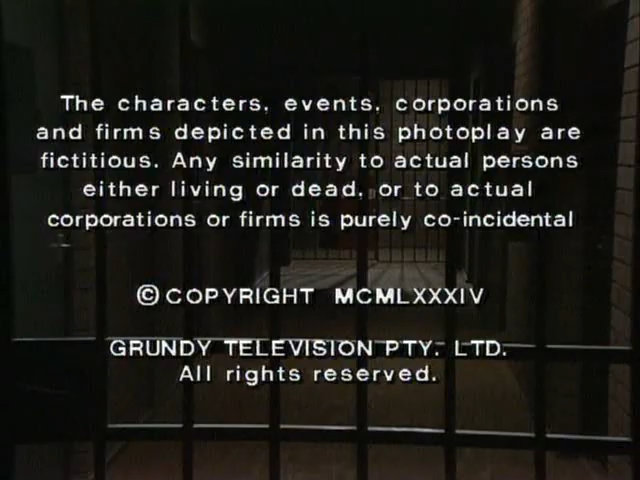 The characters, events, corporations
and firms depicted in this photoplay are
fictitious. Any similarity to actual persons
either living or dead, or to actual
corporations or firms is purely co-incidental
© COPYRIGHT MCMLXXXIV
GRUNDY TELEVISION PTY. LTD.
All rights reserved.